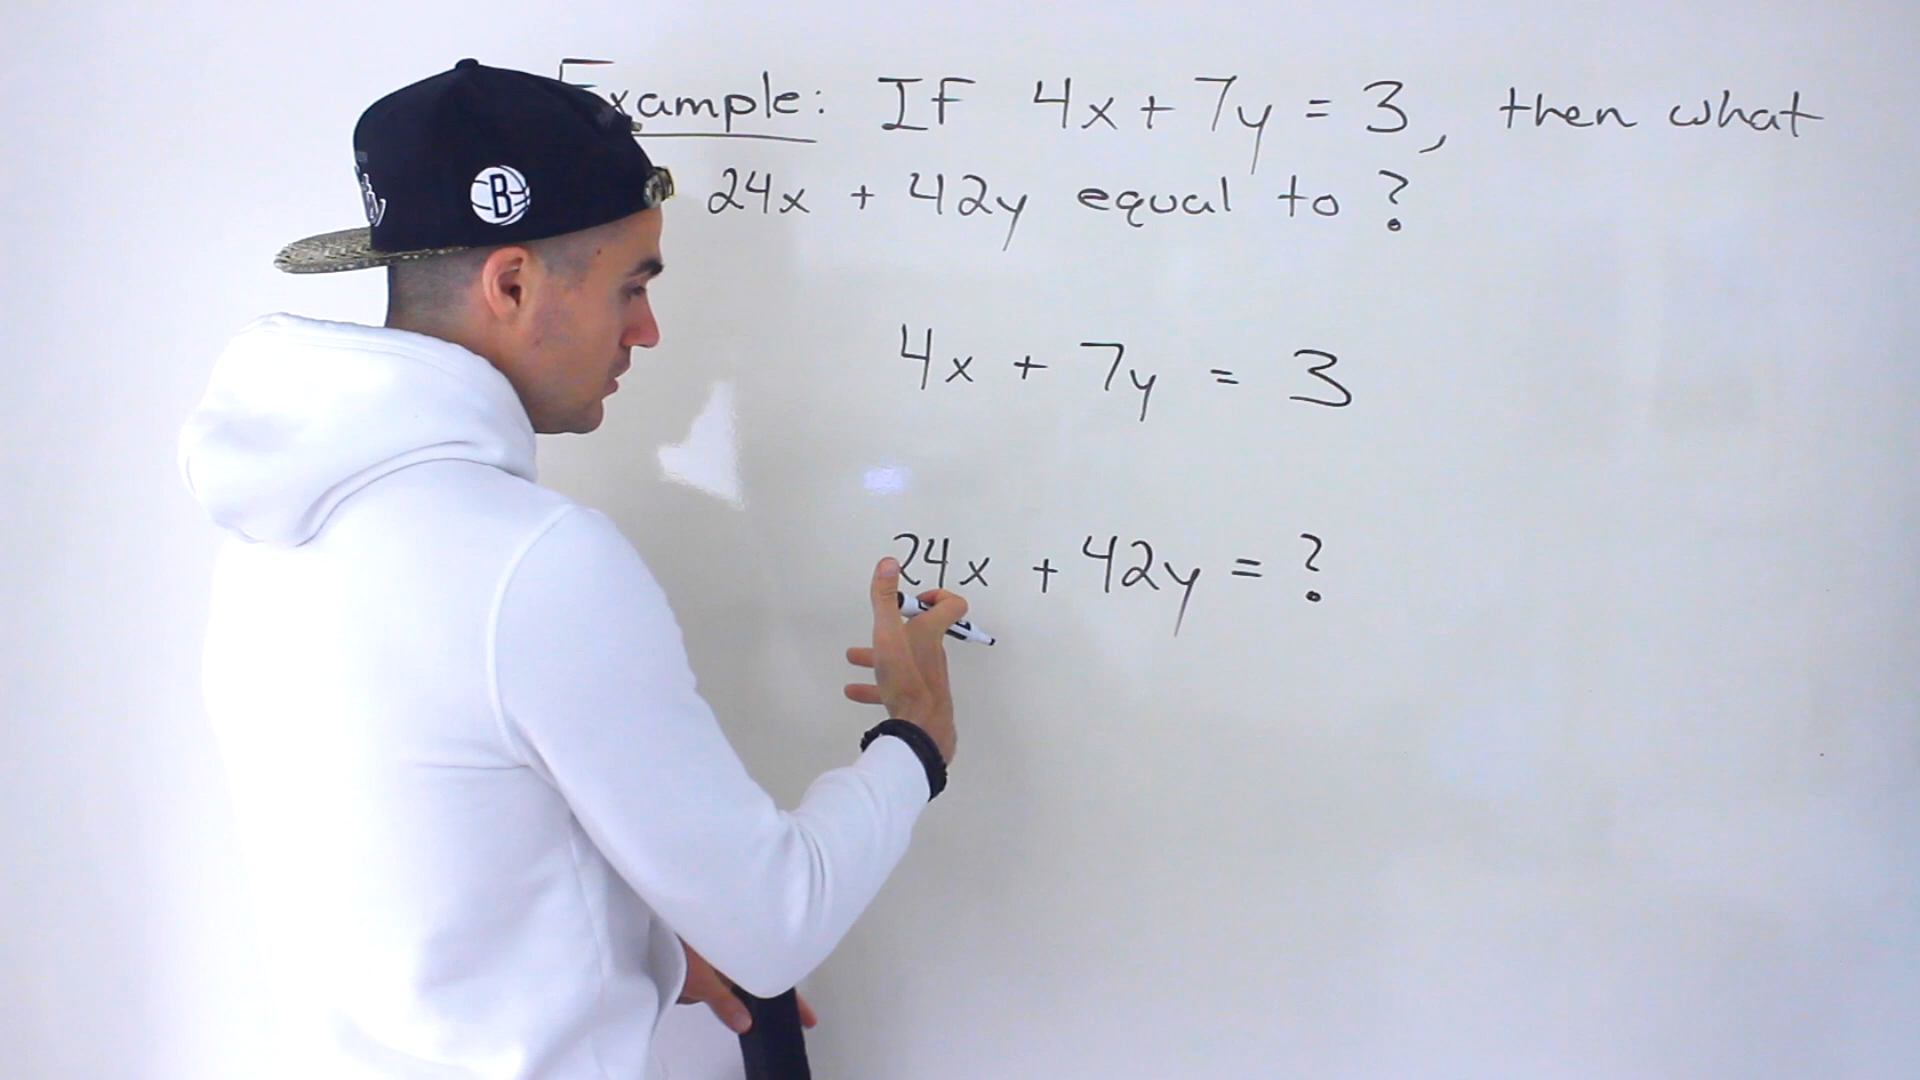 Example: If 4x + 7y = 3, then what
24x + 42y equal to ?
4x + 7y = 3
24x + 42y = ?
B